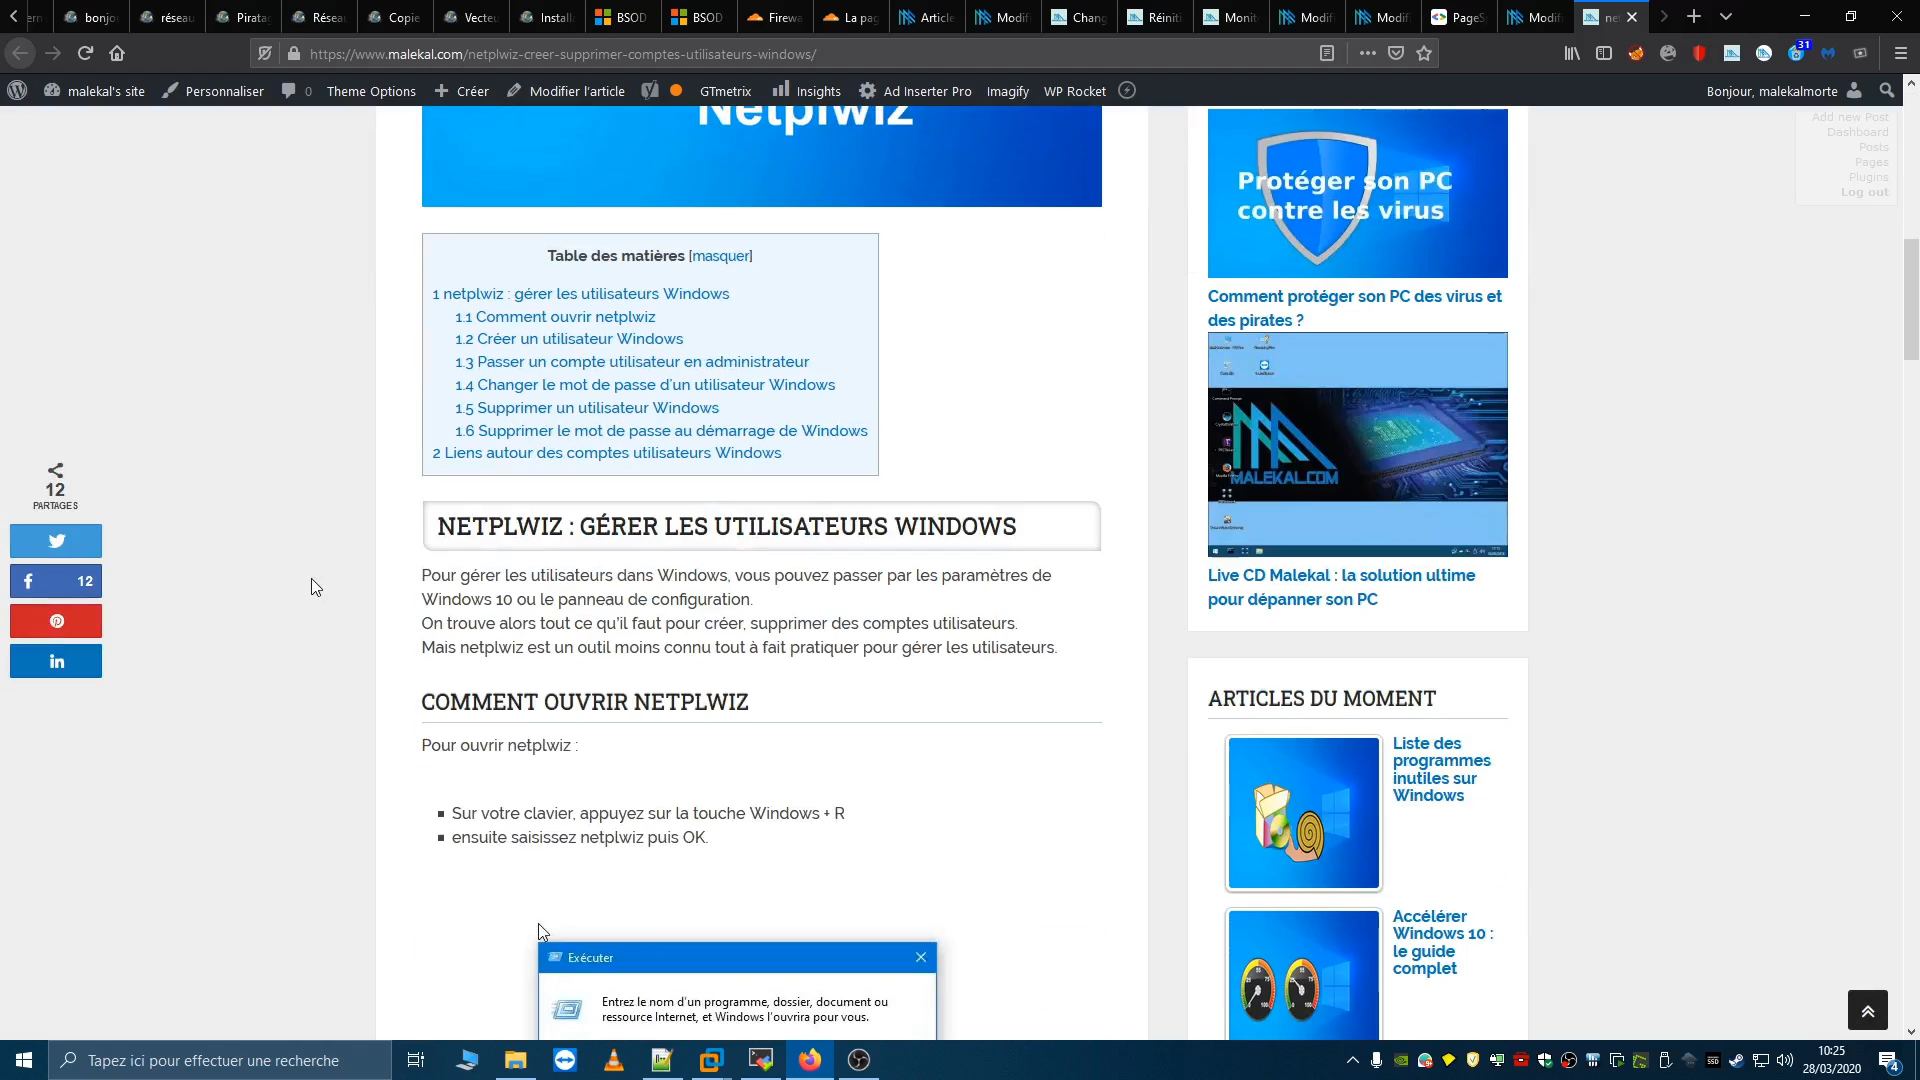 bonjou
réseau
Pirata
Résea
Copie
Vecteu
Install
BSOD
BSOD
Firewa
La pag
Article
Modif
Chang
Réiniti
Monit
Modif
Modif
PageSp
Modif
https://www.malekal.com/netplwiz-creer-supprimer-comptes-utilisateurs-windows/
31
malekal's site
Personnaliser
0
Theme Options
Créer
Modifier l'article
GTmetrix
Insights
Ad Inserter Pro
Imagify
WP Rocket
Bonjour, malekalmorte
Add new Post
Dashboard
Posts
Pages
Plugins
Log out
Netplwiz
Table des matières [masquer]
1 netplwiz : gérer les utilisateurs Windows
1.1 Comment ouvrir netplwiz
1.2 Créer un utilisateur Windows
1.3 Passer un compte utilisateur en administrateur
1.4 Changer le mot de passe d'un utilisateur Windows
1.5 Supprimer un utilisateur Windows
1.6 Supprimer le mot de passe au démarrage de Windows
2 Liens autour des comptes utilisateurs Windows
12
PARTAGES
12
NETPLWIZ : GÉRER LES UTILISATEURS WINDOWS
Pour gérer les utilisateurs dans Windows, vous pouvez passer par les paramètres de
Windows 10 ou le panneau de configuration.
On trouve alors tout ce qu'il faut pour créer, supprimer des comptes utilisateurs.
Mais netplwiz est un outil moins connu tout à fait pratiquer pour gérer les utilisateurs.
COMMENT OUVRIR NETPLWIZ
Pour ouvrir netplwiz :
Sur votre clavier, appuyez sur la touche Windows + R
ensuite saisissez netplwiz puis OK.
Exécuter
Entrez le nom d'un programme, dossier, document ou
ressource Internet, et Windows l'ouvrira pour vous.
Protéger son PC
contre les virus
Comment protéger son PC des virus et
des pirates ?
MALEKAL.COM
Live CD Malekal : la solution ultime
pour dépanner son PC
ARTICLES DU MOMENT
Liste des
programmes
inutiles sur
Windows
Accélérer
Windows 10 :
le guide
complet
Tapez ici pour effectuer une recherche
10:25
28/03/2020
4